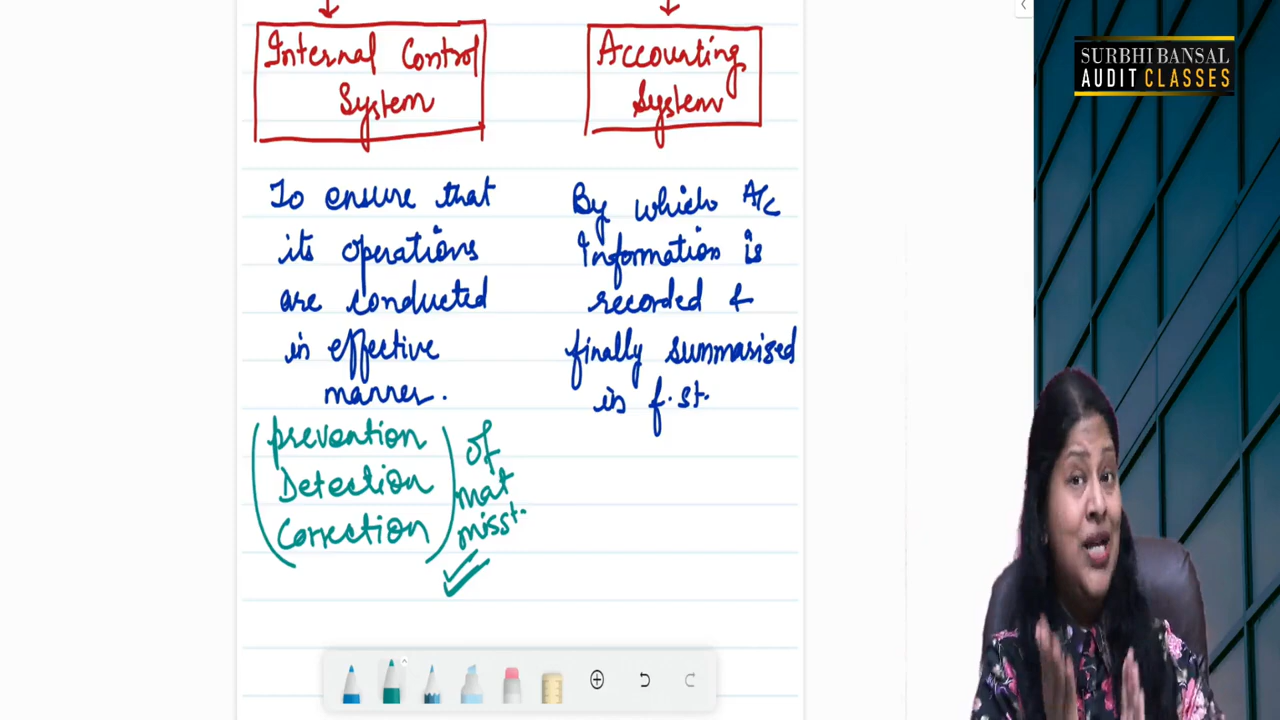 Internal Control
System
To ensure that
its operations
are conducted
in effective
manner.
prevention
Detection
Correction
of
mat
misst.
Accounting
System
By which A/c
Information is
recorded &
finally summarised
in f.st.
SURBHI BANSAL
AUDIT CLASSES